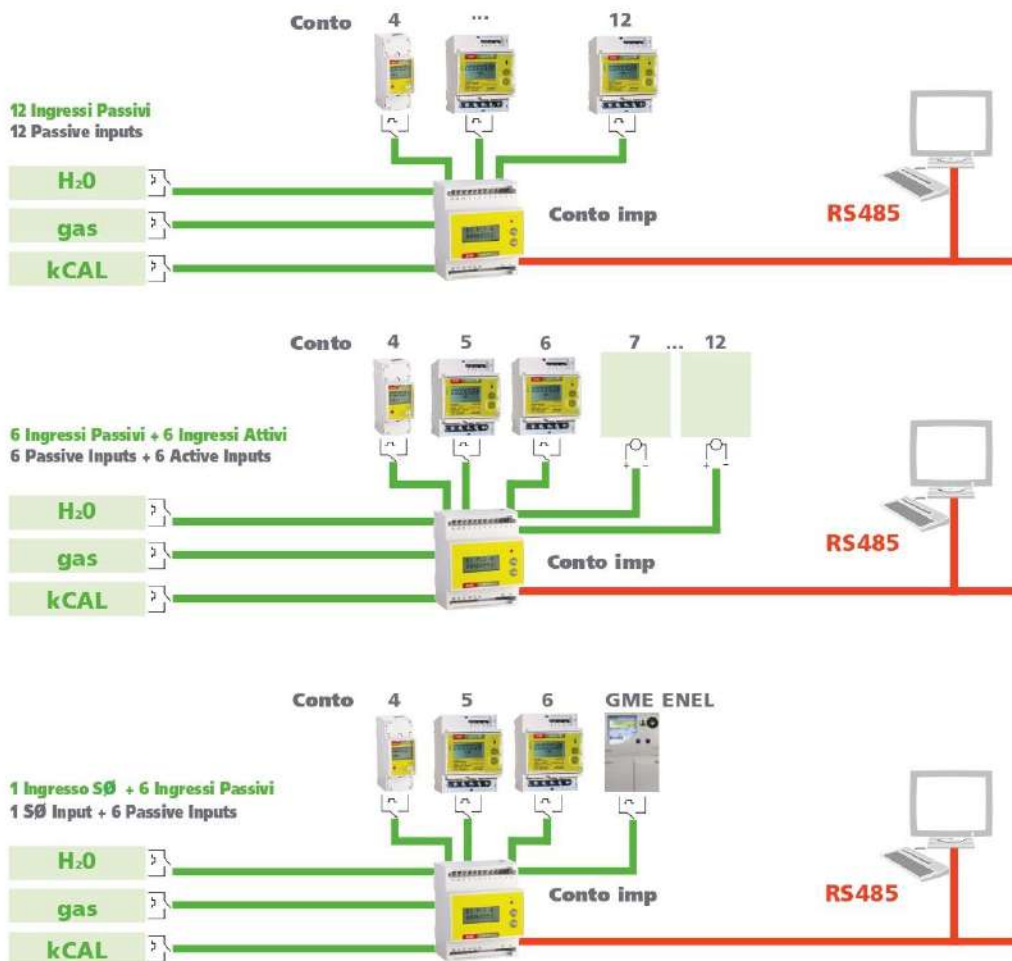 Conto 4 ... 12
12 Ingressi Passivi
12 Passive inputs
H₂0
gas
kCAL
Conto imp
RS485
Conto 4 5 6 7 ... 12
6 Ingressi Passivi + 6 Ingressi Attivi
6 Passive Inputs + 6 Active Inputs
+ -
+ -
H₂0
gas
kCAL
Conto imp
RS485
Conto 4 5 6 GME ENEL
1 Ingresso SØ + 6 Ingressi Passivi
1 SØ Input + 6 Passive Inputs
H₂0
gas
kCAL
Conto imp
RS485